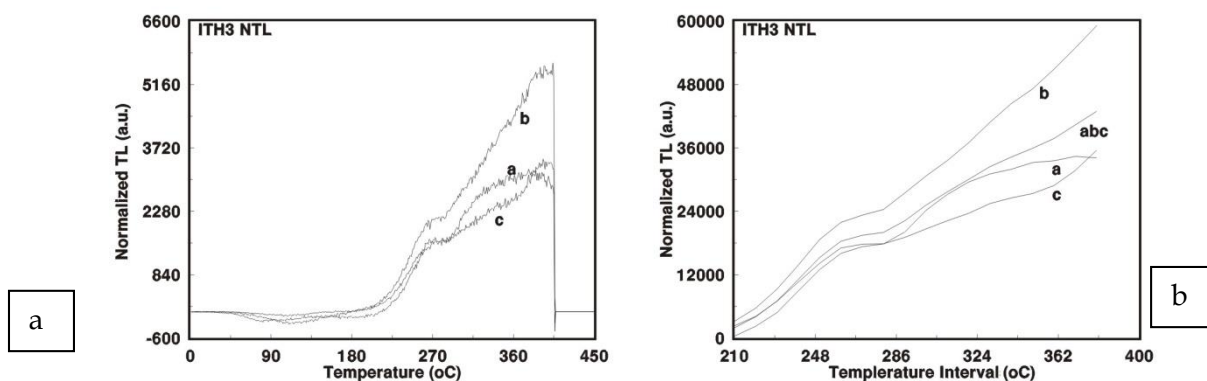 ITH3 NTL
Normalized TL (a.u.)
6600
5160
3720
2280
840
-600
b
a
c
0 90 180 270 360 450
Temperature (oC)
a
ITH3 NTL
Normalized TL (a.u.)
60000
48000
36000
24000
12000
0
b
abc
a
c
210 248 286 324 362 400
Templerature Interval (oC)
b